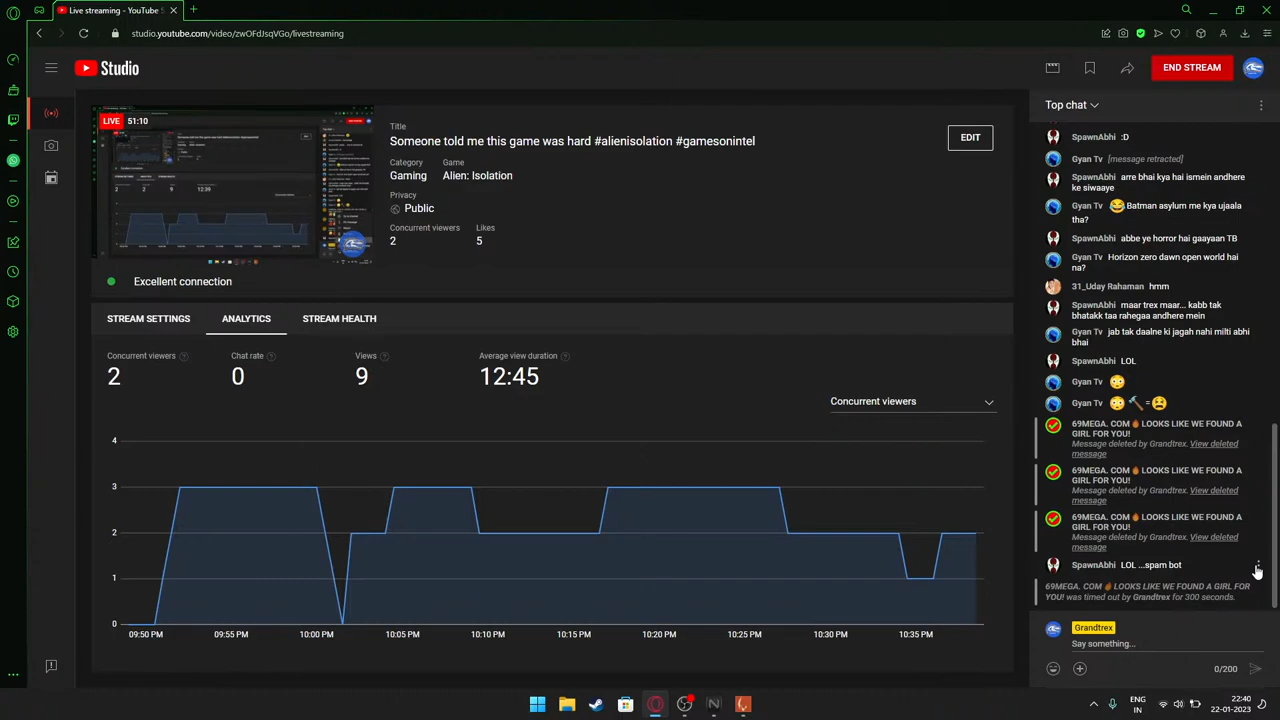 Live streaming - YouTube S
studio.youtube.com/video/zwOFdJsqVGo/livestreaming
Studio
END STREAM
LIVE 51:10
Title
Someone told me this game was hard #alienisolation #gamesonintel
EDIT
Category Game
Gaming Alien: Isolation
Privacy
Public
Concurrent viewers Likes
2 5
Excellent connection
STREAM SETTINGS ANALYTICS STREAM HEALTH
Concurrent viewers Chat rate Views Average view duration
2 0 9 12:45
Concurrent viewers
4
3
2
1
0
09:50 PM 09:55 PM 10:00 PM 10:05 PM 10:10 PM 10:15 PM 10:20 PM 10:25 PM 10:30 PM 10:35 PM
Top chat
SpawnAbhi :D
Gyan Tv [message retracted]
SpawnAbhi arre bhai kya hai ismein andhere
ke siwaaye
Gyan Tv 😂Batman asylum me kya ujaala
tha?
SpawnAbhi abbe ye horror hai gaayaan TB
Gyan Tv Horizon zero dawn open world hai
na?
31_Uday Rahaman hmm
SpawnAbhi maar trex maar... kabb tak
bhatakk taa rahegaa andhere mein
Gyan Tv jab tak daalne ki jagah nahi milti abhi
bhai
SpawnAbhi LOL
Gyan Tv 😳
Gyan Tv 😳🔨=😫
69MEGA. COM🔥LOOKS LIKE WE FOUND A
GIRL FOR YOU!
Message deleted by Grandtrex. View deleted
message
69MEGA. COM🔥LOOKS LIKE WE FOUND A
GIRL FOR YOU!
Message deleted by Grandtrex. View deleted
message
69MEGA. COM🔥LOOKS LIKE WE FOUND A
GIRL FOR YOU!
Message deleted by Grandtrex. View deleted
message
SpawnAbhi LOL ...spam bot
69MEGA. COM🔥LOOKS LIKE WE FOUND A GIRL FOR
YOU! was timed out by Grandtrex for 300 seconds.
Grandtrex
Say something...
0/200
ENG
IN
22:40
22-01-2023